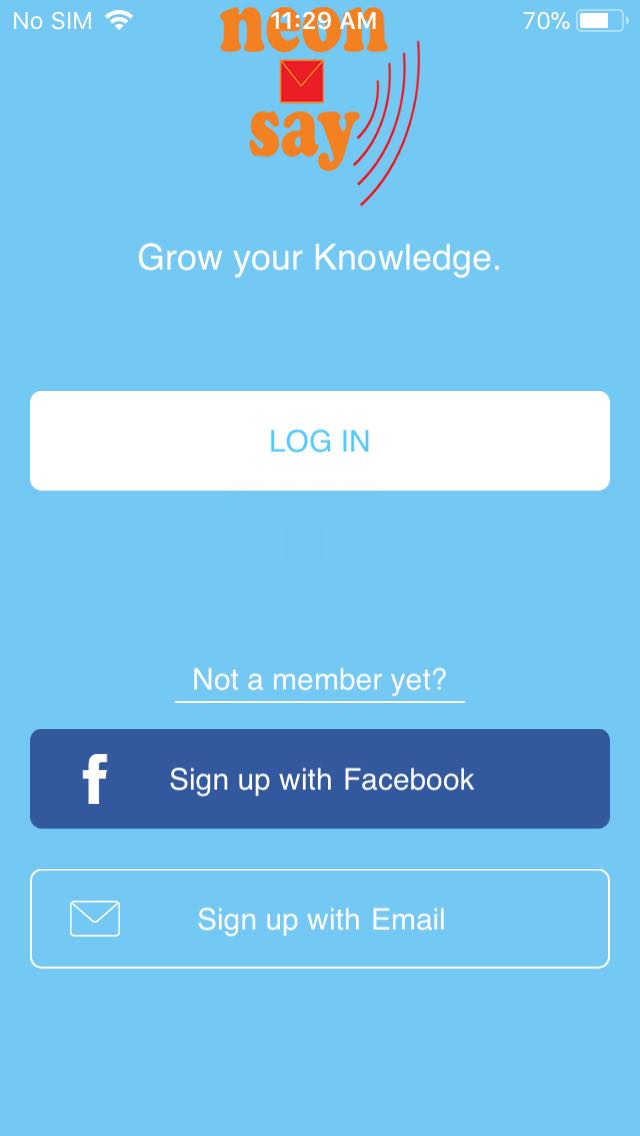 No SIM 11:29 AM 70%
neon
say
Grow your Knowledge.
LOG IN
Not a member yet?
Sign up with Facebook
Sign up with Email